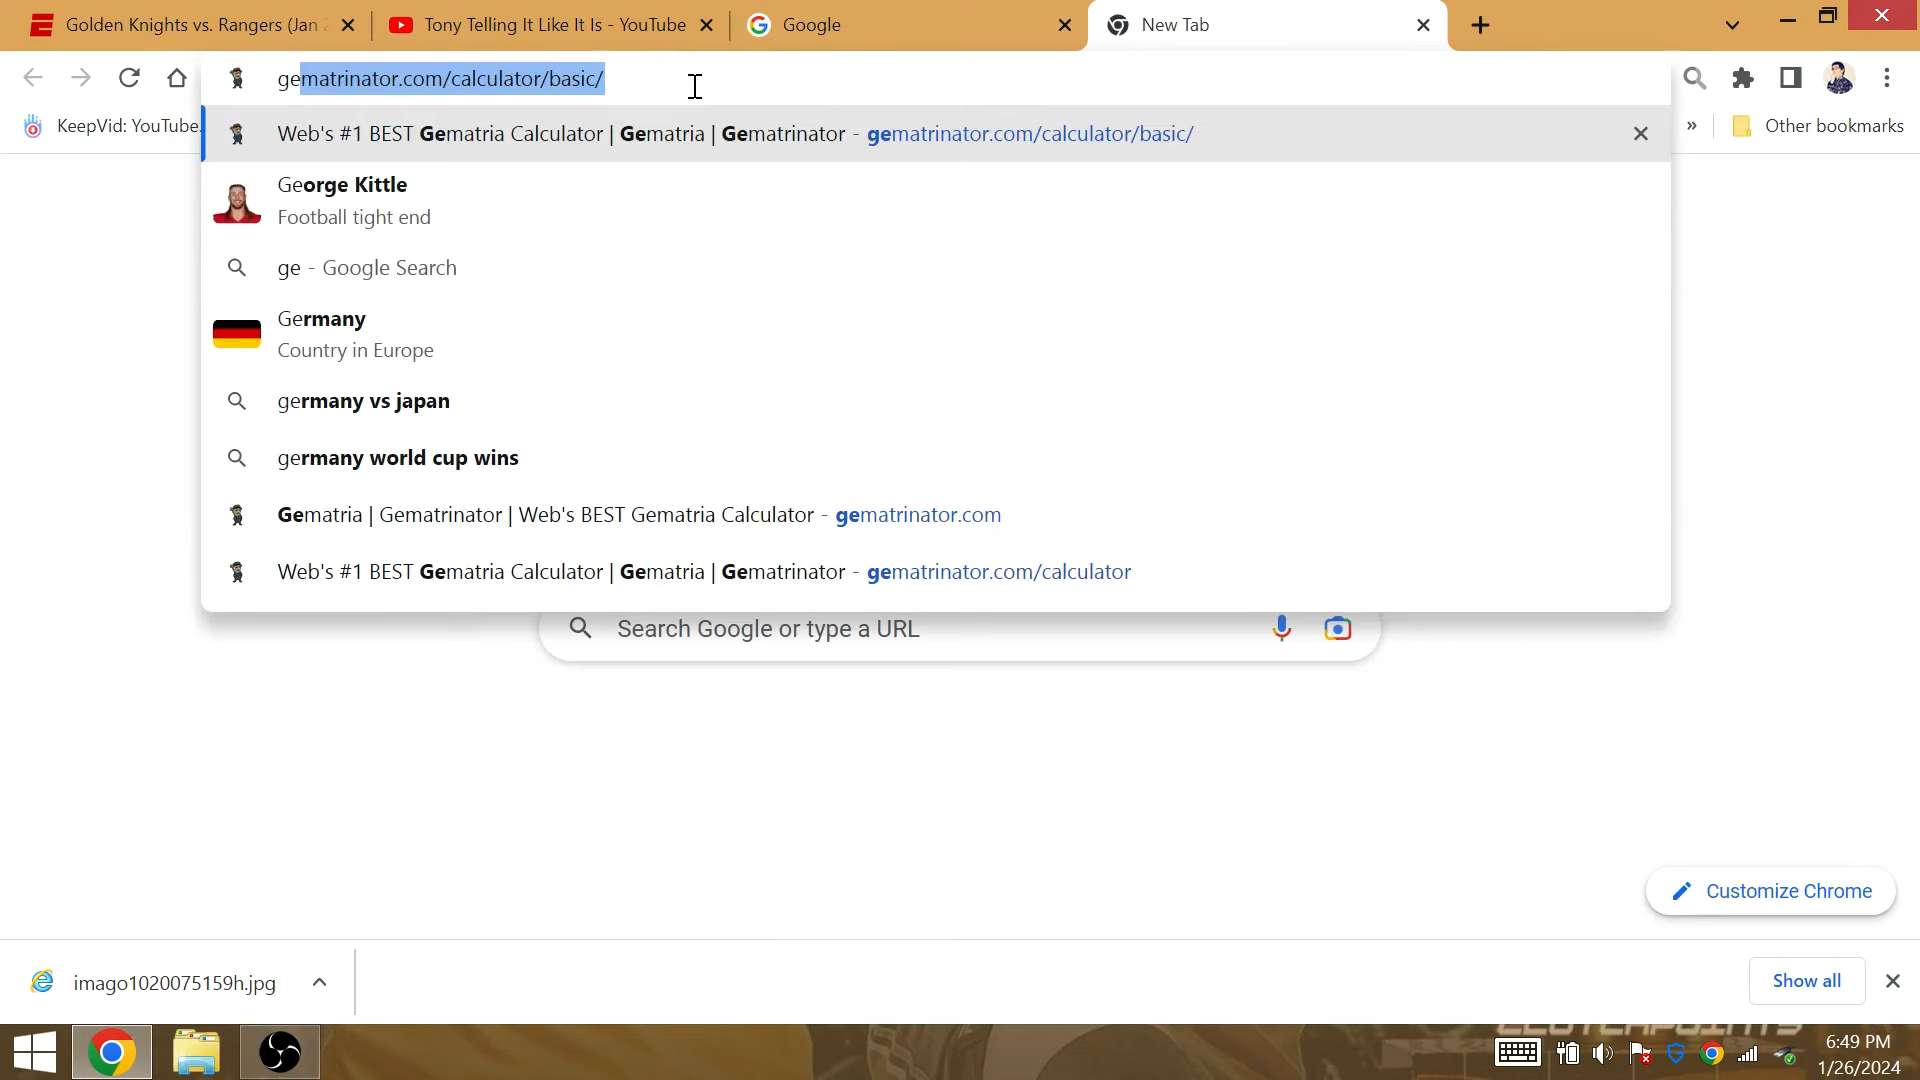 Golden Knights vs. Rangers (Jan
Tony Telling It Like It Is - YouTube
Google
New Tab
gematrinator.com/calculator/basic/
KeepVid: YouTube
»
Other bookmarks
Web's #1 BEST Gematria Calculator | Gematria | Gematrinator - gematrinator.com/calculator/basic/
George Kittle
Football tight end
ge - Google Search
Germany
Country in Europe
germany vs japan
germany world cup wins
Gematria | Gematrinator | Web's BEST Gematria Calculator - gematrinator.com
Web's #1 BEST Gematria Calculator | Gematria | Gematrinator - gematrinator.com/calculator
Search Google or type a URL
Customize Chrome
imago1020075159h.jpg
Show all
CLUTCHPOINTS
6:49 PM
1/26/2024